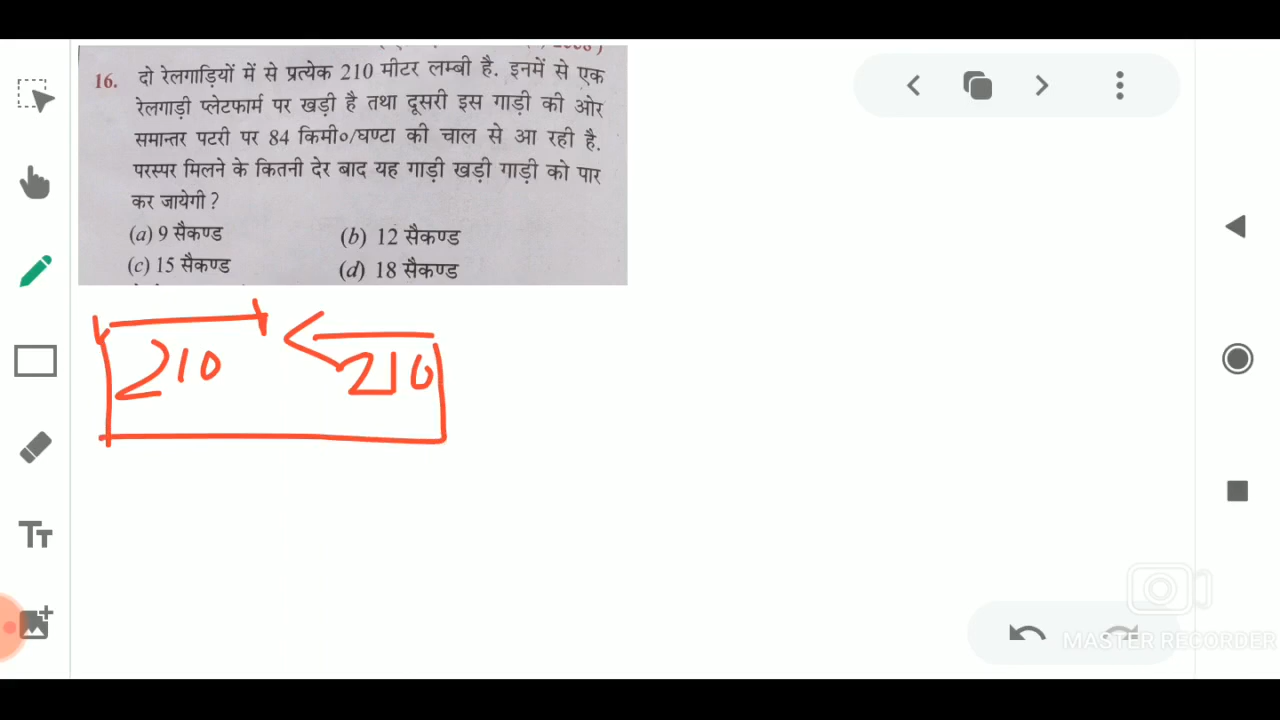 16. दो रेलगाड़ियों में से प्रत्येक 210 मीटर लम्बी है. इनमें से एक
रेलगाड़ी प्लेटफार्म पर खड़ी है तथा दूसरी इस गाड़ी की ओर
समान्तर पटरी पर 84 किमी०/घण्टा की चाल से आ रही है.
परस्पर मिलने के कितनी देर बाद यह गाड़ी खड़ी गाड़ी को पार
कर जायेगी ?
(a) 9 सैकण्ड (b) 12 सैकण्ड
(c) 15 सैकण्ड (d) 18 सैकण्ड
210 210
TT
MASTER RECORDER